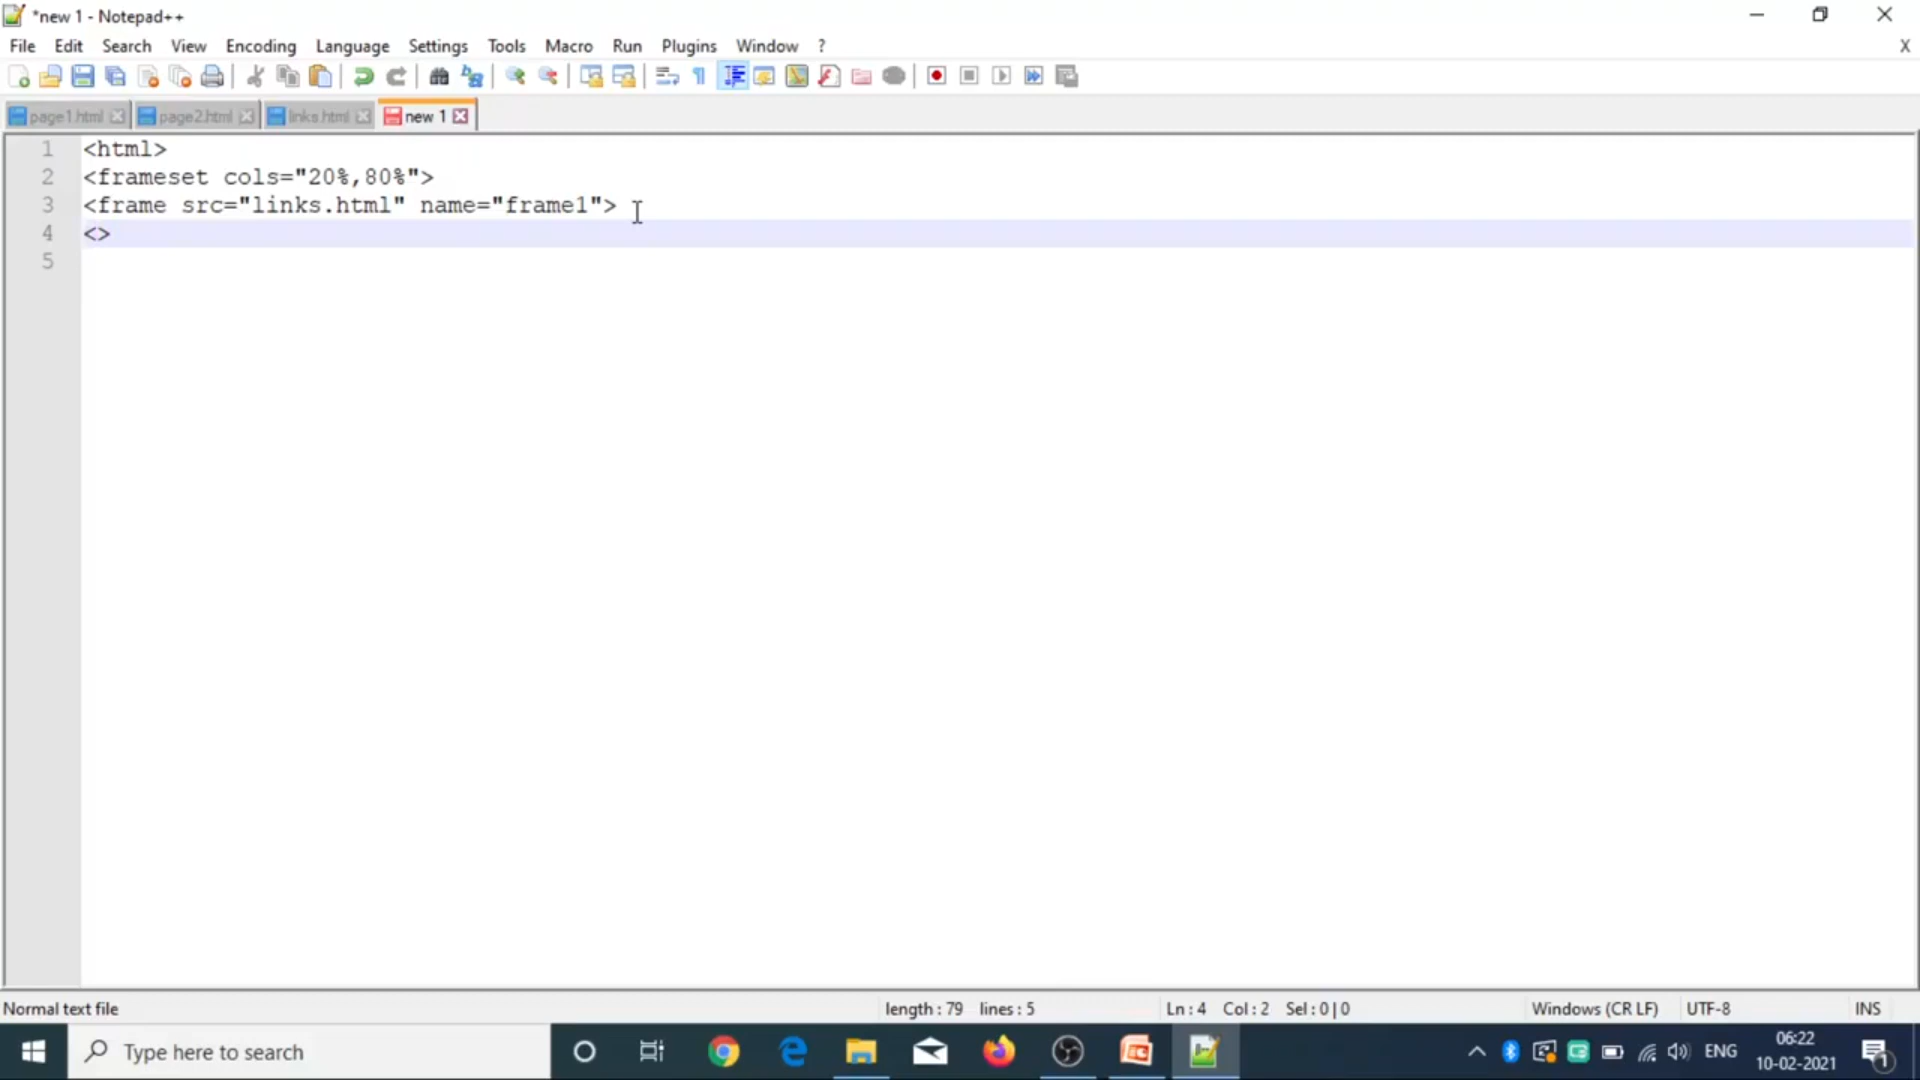 *new 1 - Notepad++
File Edit Search View Encoding Language Settings Tools Macro Run Plugins Window ? X
page1.html page2.html links.html new 1
1 <html>
2 <frameset cols="20%,80%">
3 <frame src="links.html" name="frame1">
4 <>
5
Normal text file length : 79 lines : 5 Ln : 4 Col : 2 Sel : 0 | 0 Windows (CR LF) UTF-8 INS
Type here to search ENG 06:22
10-02-2021 1